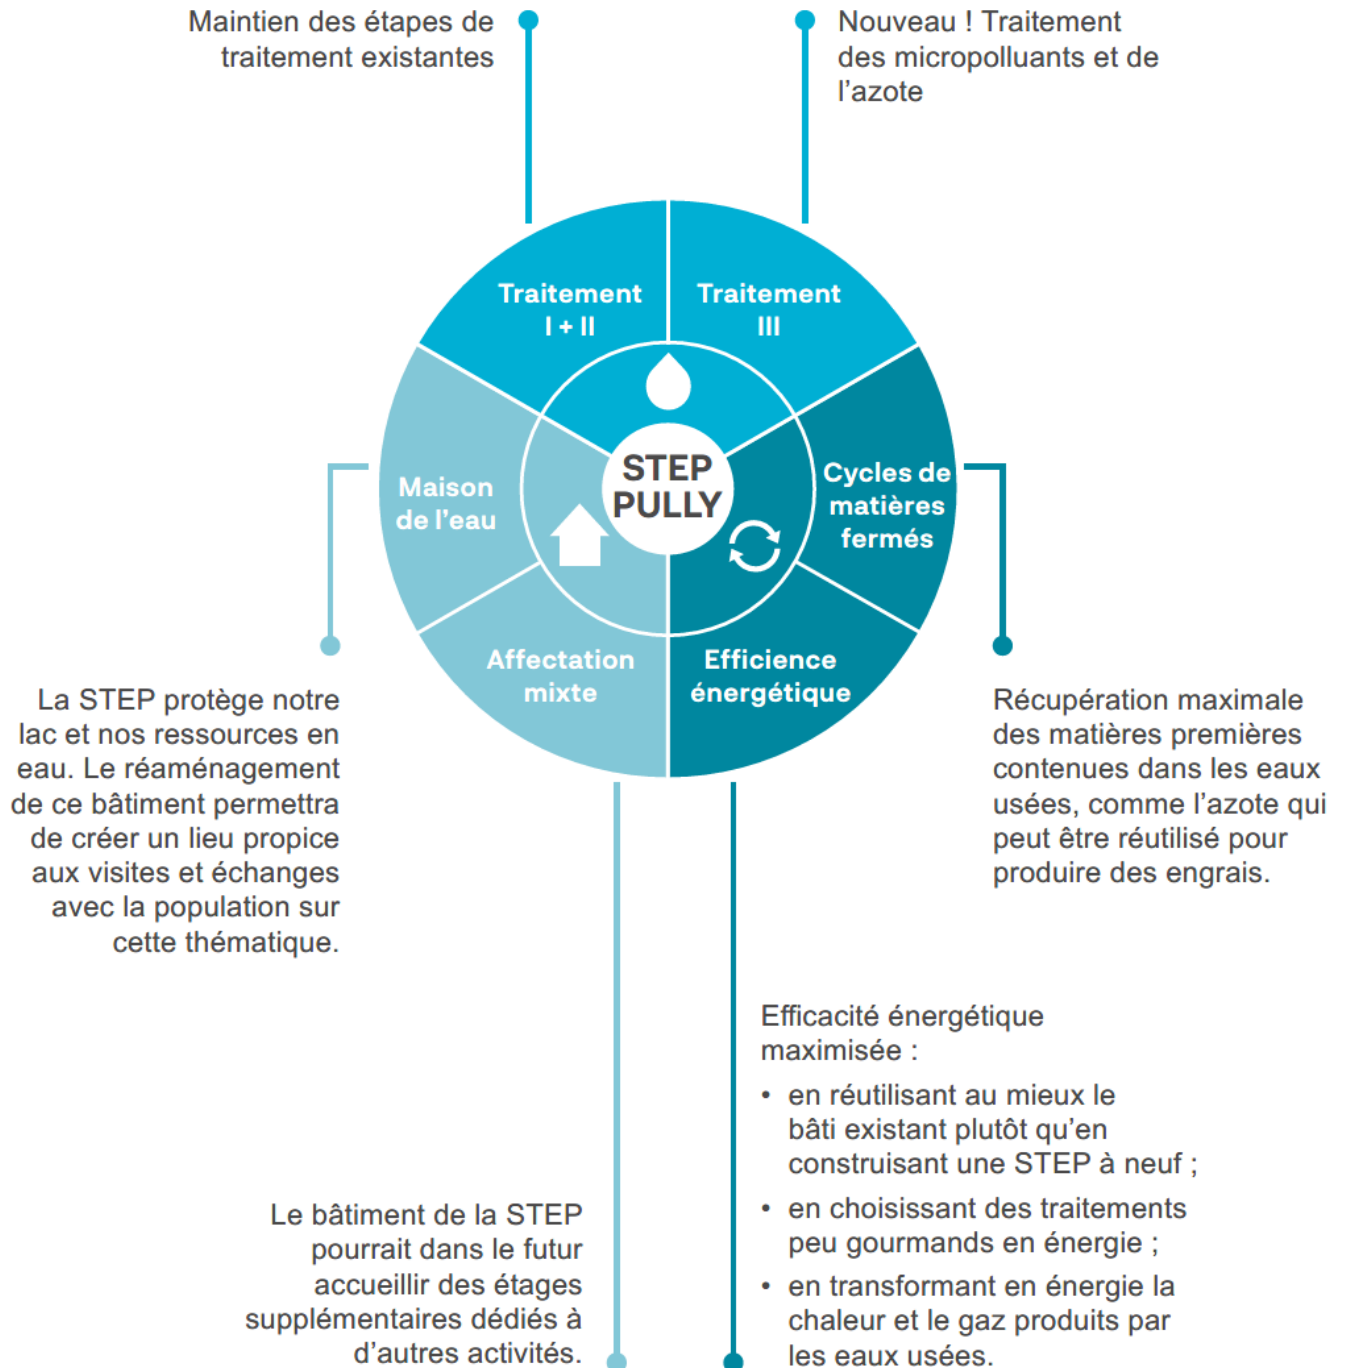 Maintien des étapes de
traitement existantes
Nouveau ! Traitement
des micropolluants et de
l’azote
Traitement
I + II
Traitement
III
Maison
de l’eau
STEP
PULLY
Cycles de
matières
fermés
Affectation
mixte
Efficience
énergétique
La STEP protège notre
lac et nos ressources en
eau. Le réaménagement
de ce bâtiment permettra
de créer un lieu propice
aux visites et échanges
avec la population sur
cette thématique.
Récupération maximale
des matières premières
contenues dans les eaux
usées, comme l’azote qui
peut être réutilisé pour
produire des engrais.
Le bâtiment de la STEP
pourrait dans le futur
accueillir des étages
supplémentaires dédiés à
d’autres activités.
Efficacité énergétique
maximisée :
• en réutilisant au mieux le
bâti existant plutôt qu’en
construisant une STEP à neuf ;
• en choisissant des traitements
peu gourmands en énergie ;
• en transformant en énergie la
chaleur et le gaz produits par
les eaux usées.